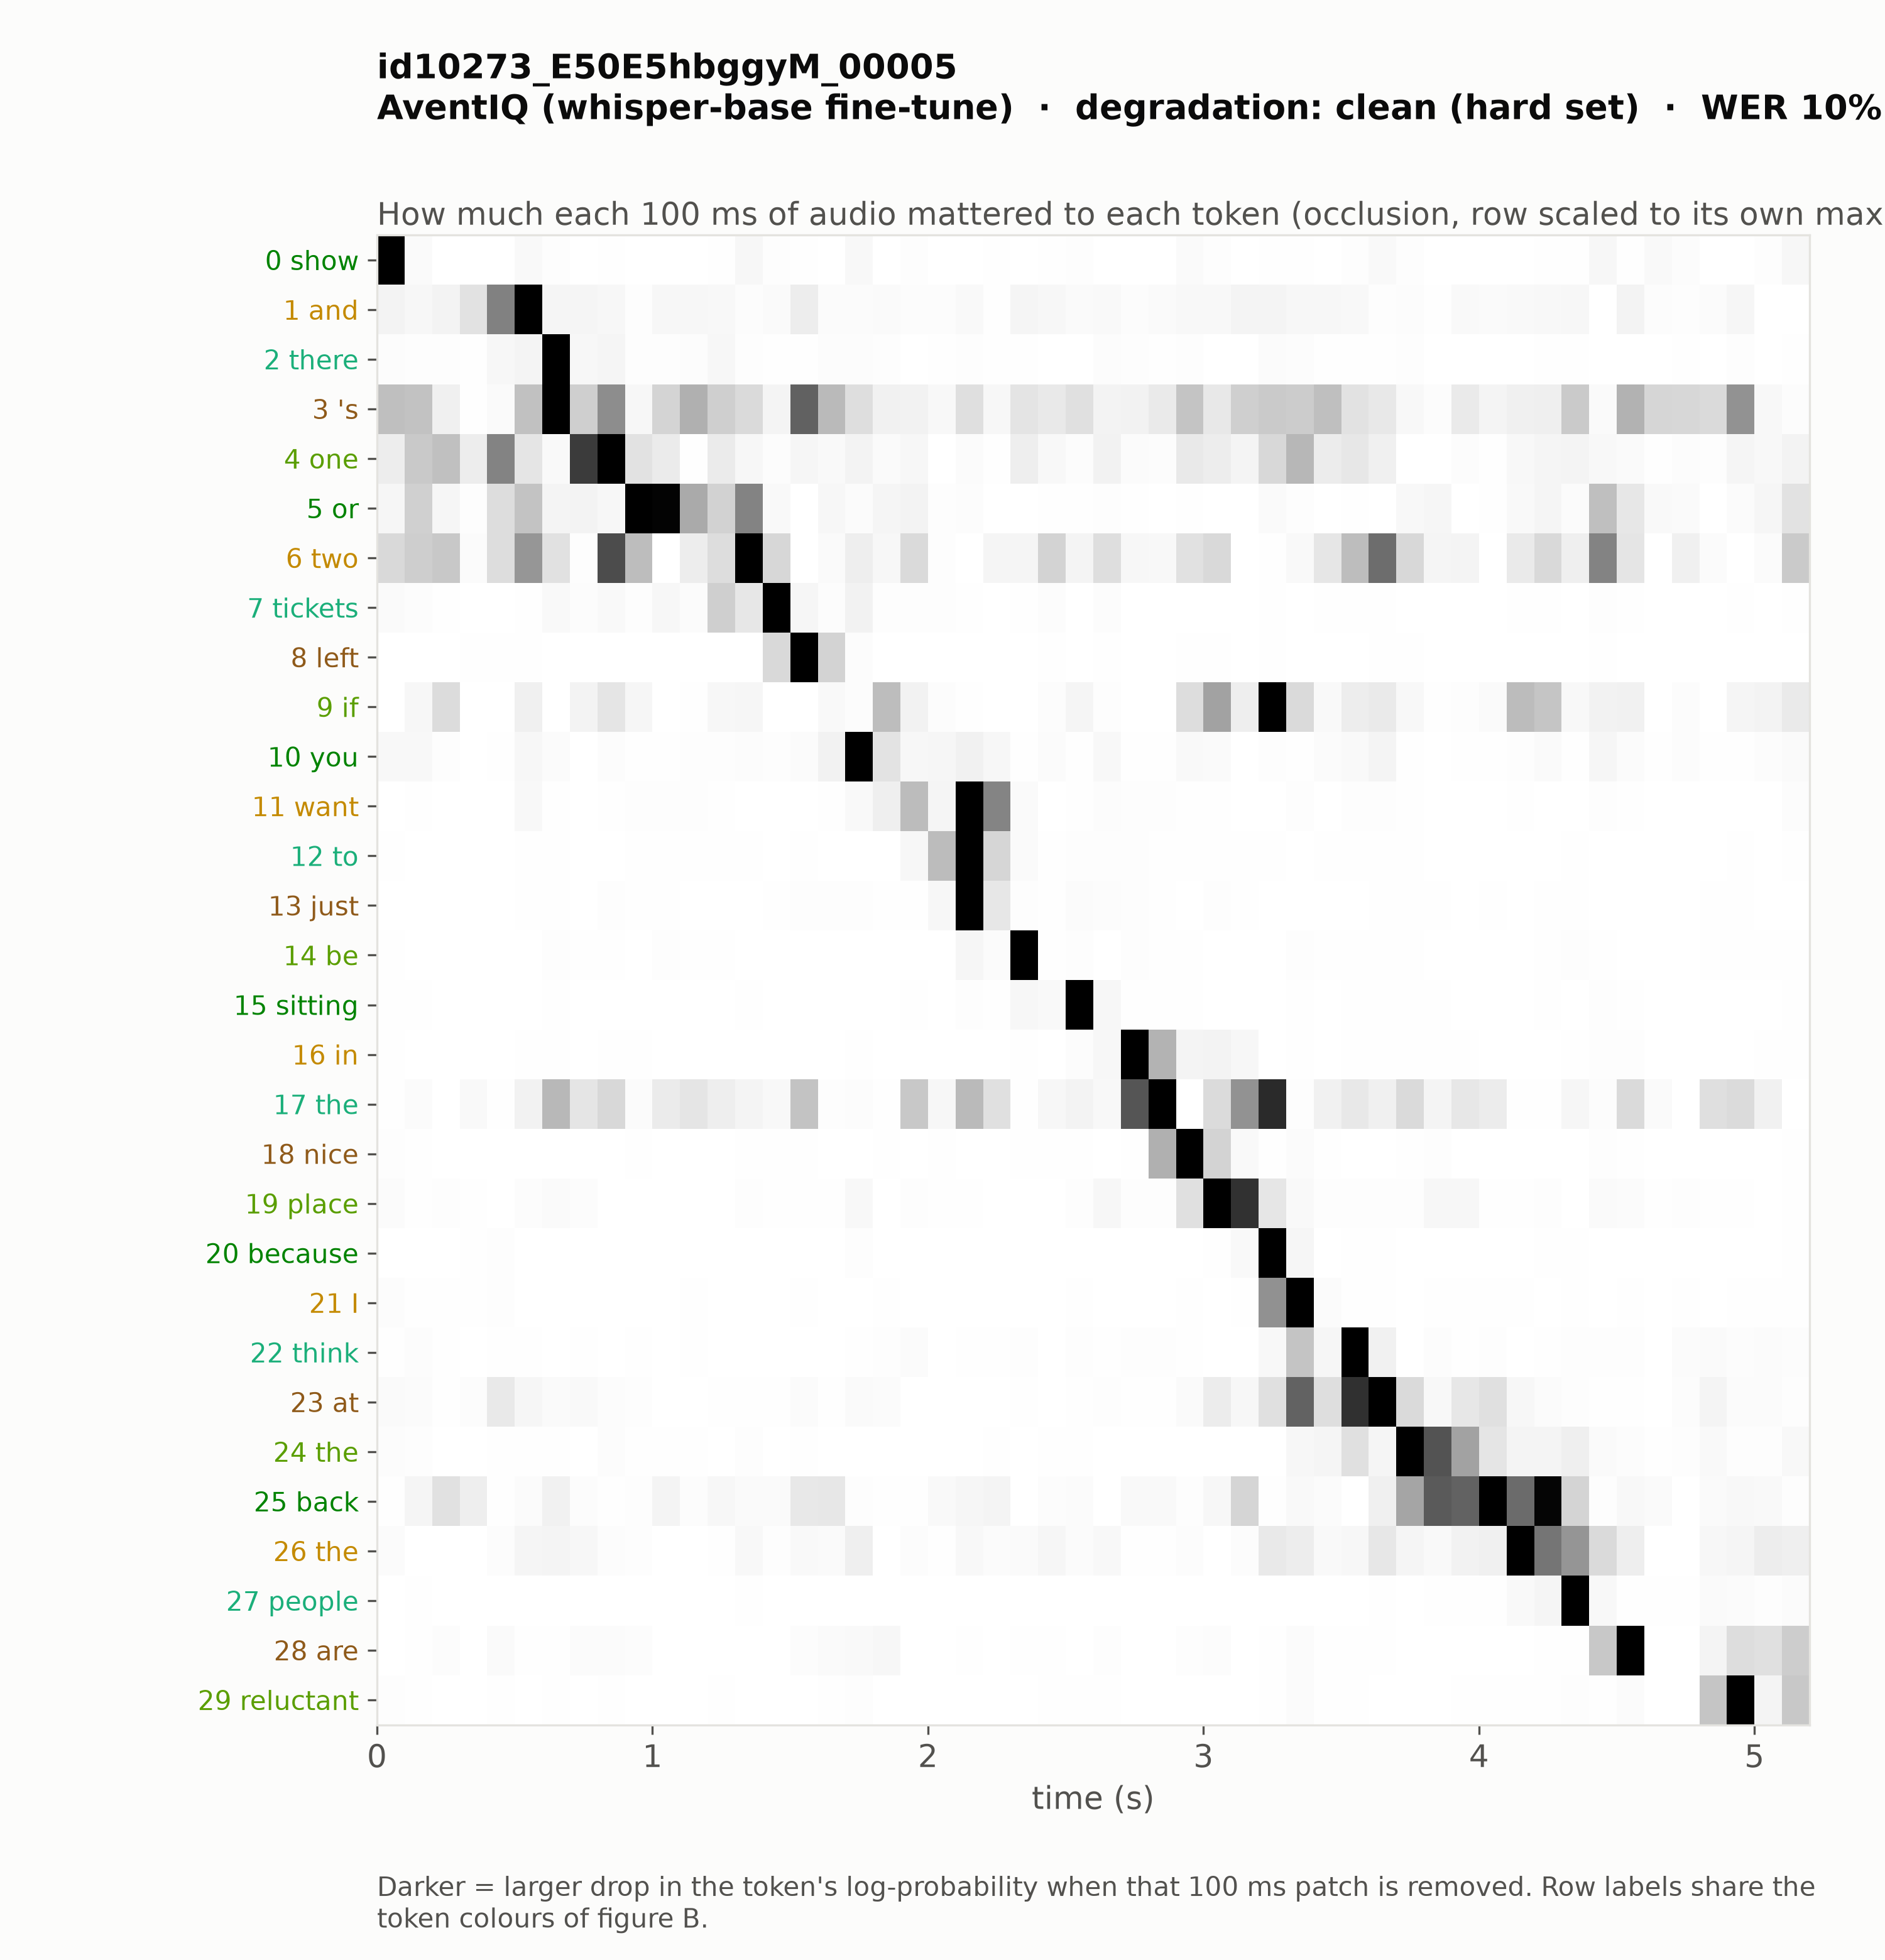 id10273_E50E5hbggyM_00005
AventIQ (whisper-base fine-tune) · degradation: clean (hard set) · WER 10%
How much each 100 ms of audio mattered to each token (occlusion, row scaled to its own max
0 show
1 and
2 there
3 's
4 one
5 or
6 two
7 tickets
8 left
9 if
10 you
11 want
12 to
13 just
14 be
15 sitting
16 in
17 the
18 nice
19 place
20 because
21 I
22 think
23 at
24 the
25 back
26 the
27 people
28 are
29 reluctant
0 1 2 3 4 5
time (s)
Darker = larger drop in the token's log-probability when that 100 ms patch is removed. Row labels share the
token colours of figure B.